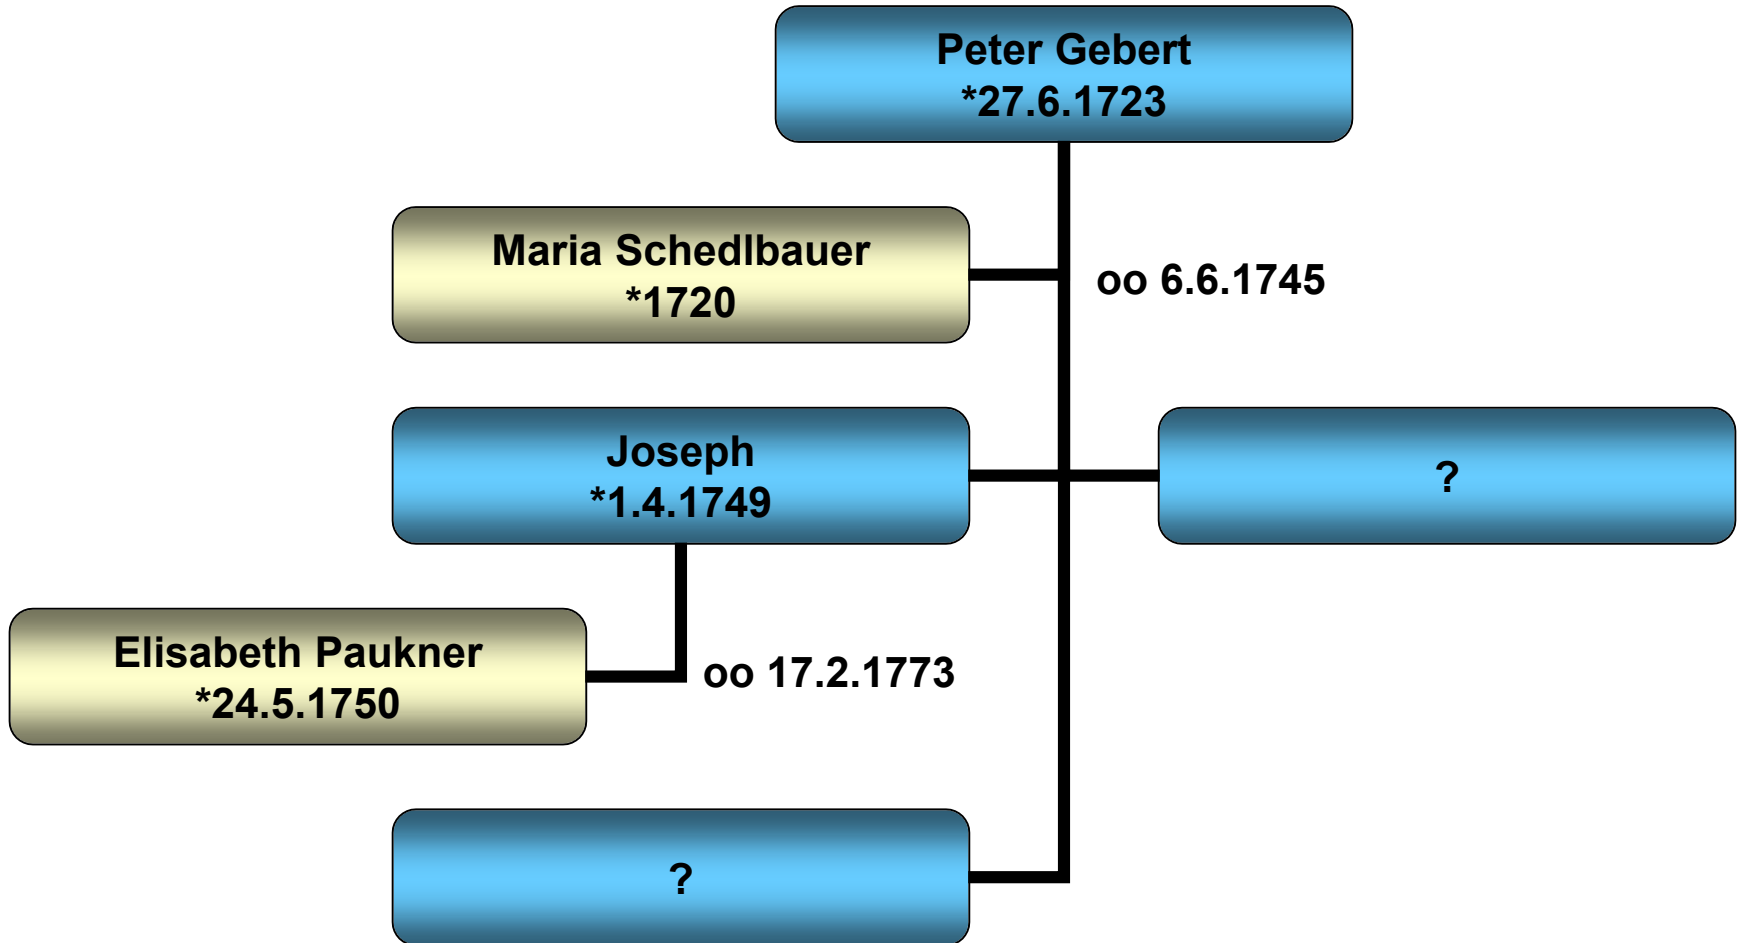 Peter Gebert
*27.6.1723
Maria Schedlbauer
*1720
oo 6.6.1745
Joseph
*1.4.1749
?
Elisabeth Paukner
*24.5.1750
oo 17.2.1773
?